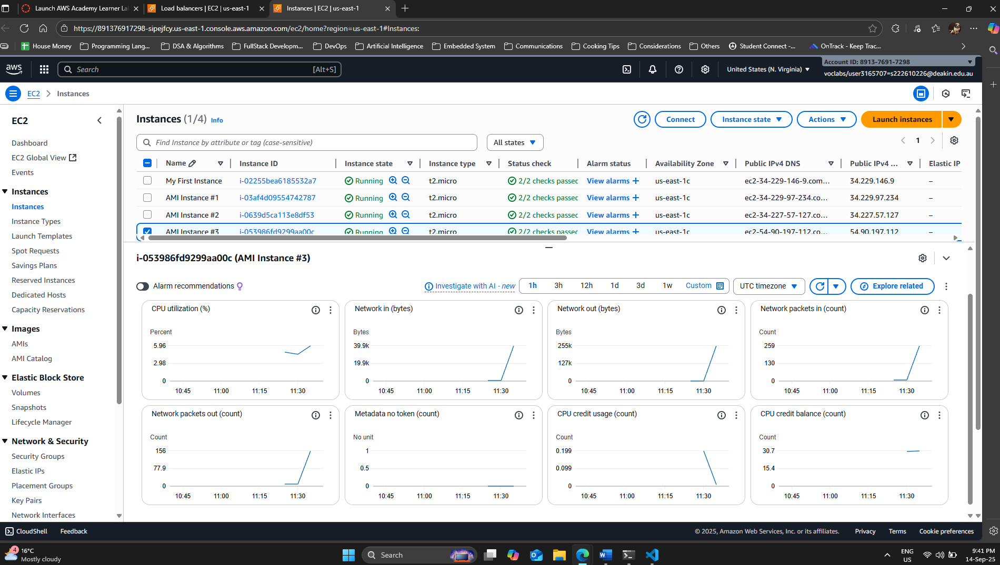 Launch AWS Academy Learner La
Load balancers | EC2 | us-east-1
Instances | EC2 | us-east-1
https://891376917298-sipejfcy.us-east-1.console.aws.amazon.com/ec2/home?region=us-east-1#Instances:
House Money
Programming Lang...
DSA & Algorithms
FullStack Developm...
DevOps
Artificial Intelligence
Embedded System
Communications
Cooking Tips
Considerations
Others
Student Connect -...
OnTrack - Keep Trac...
aws
Search
[Alt+S]
United States (N. Virginia)
Account ID: 8913-7691-7298
voclabs/user3165707=s222610226@deakin.edu.au
EC2
Instances
EC2
Dashboard
EC2 Global View
Events
Instances
Instances
Instance Types
Launch Templates
Spot Requests
Savings Plans
Reserved Instances
Dedicated Hosts
Capacity Reservations
Images
AMIs
AMI Catalog
Elastic Block Store
Volumes
Snapshots
Lifecycle Manager
Network & Security
Security Groups
Elastic IPs
Placement Groups
Key Pairs
Network Interfaces
Instances (1/4) Info
Connect
Instance state
Actions
Launch instances
Find Instance by attribute or tag (case-sensitive)
All states
1
Name Instance ID Instance state Instance type Status check Alarm status Availability Zone Public IPv4 DNS Public IPv4 ... Elastic IP
My First Instance i-02255bea6185532a7 Running t2.micro 2/2 checks passec View alarms + us-east-1c ec2-34-229-146-9.com... 34.229.146.9 –
AMI Instance #1 i-03af4d09554742787 Running t2.micro 2/2 checks passec View alarms + us-east-1c ec2-34-229-97-234.co... 34.229.97.234 –
AMI Instance #2 i-0639d5ca113e8df53 Running t2.micro 2/2 checks passec View alarms + us-east-1c ec2-34-227-57-127.co... 34.227.57.127 –
AMI Instance #3 i-053986fd9299aa00c Running t2.micro 2/2 checks passec View alarms + us-east-1c ec2-54-90-197-112.co... 54.90.197.112 –
i-053986fd9299aa00c (AMI Instance #3)
Alarm recommendations
Investigate with AI - new
1h 3h 12h 1d 3d 1w Custom
UTC timezone
Explore related
CPU utilization (%)
Percent
5.96
2.98
0
10:45 11:00 11:15 11:30
Network in (bytes)
Bytes
39.9k
19.9k
0
10:45 11:00 11:15 11:30
Network out (bytes)
Bytes
255k
127k
0
10:45 11:00 11:15 11:30
Network packets in (count)
Count
259
130
0
10:45 11:00 11:15 11:30
Network packets out (count)
Count
156
77.9
0
10:45 11:00 11:15 11:30
Metadata no token (count)
No unit
1
0.5
0
10:45 11:00 11:15 11:30
CPU credit usage (count)
Count
0.199
0.099
0
10:45 11:00 11:15 11:30
CPU credit balance (count)
Count
30.7
15.4
0
10:45 11:00 11:15 11:30
CloudShell
Feedback
© 2025, Amazon Web Services, Inc. or its affiliates.
Privacy
Terms
Cookie preferences
4
16°C
Mostly cloudy
Search
ENG
US
9:41 PM
14-Sep-25